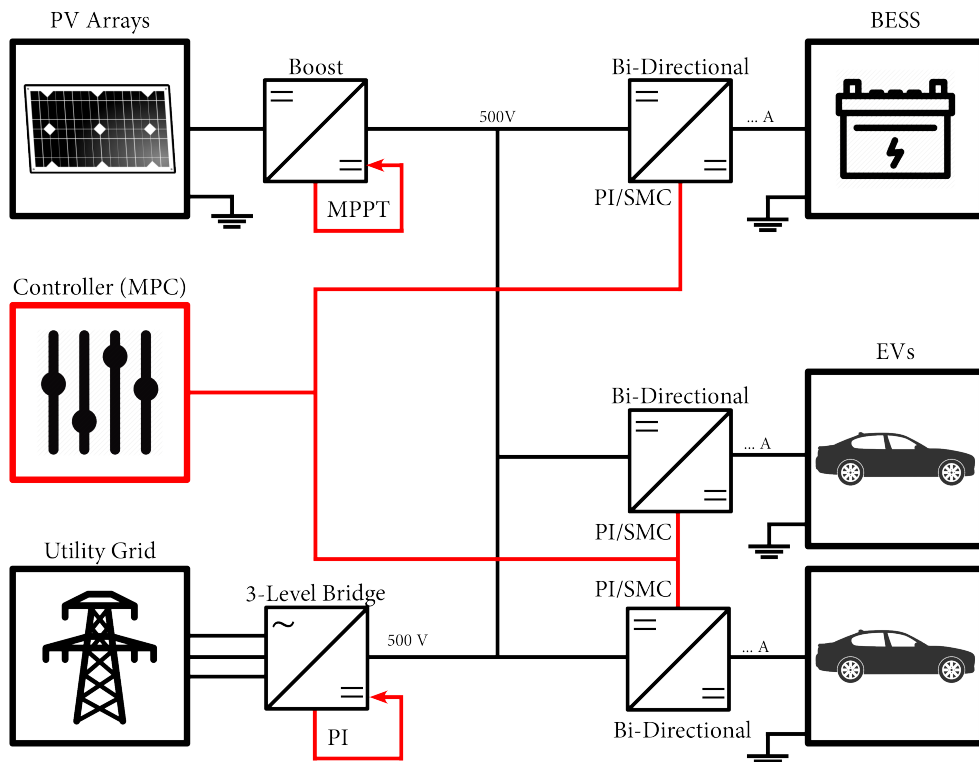 PV Arrays
BESS
Boost
Bi-Directional
500V
... A
MPPT
PI/SMC
Controller (MPC)
EVs
Bi-Directional
... A
PI/SMC
Utility Grid
3-Level Bridge
PI/SMC
~
500 V
... A
PI
Bi-Directional